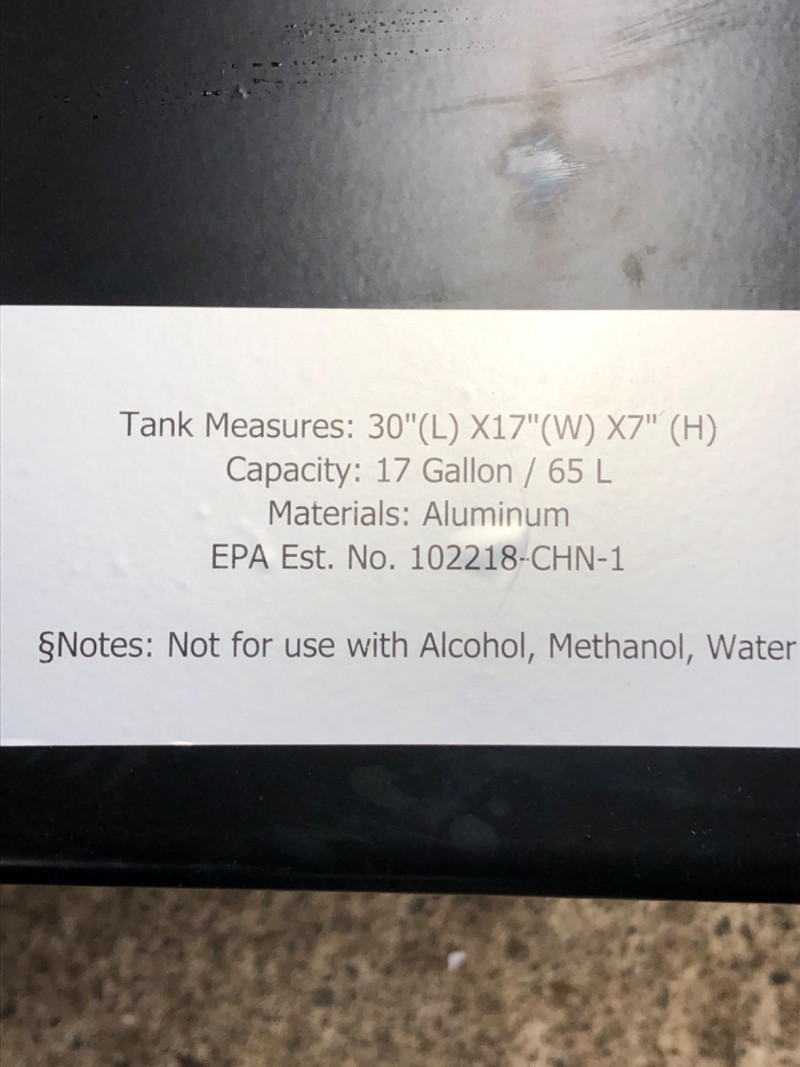 Tank Measures: 30"(L) X17"(W) X7" (H)
Capacity: 17 Gallon / 65 L
Materials: Aluminum
EPA Est. No. 102218-CHN-1
§Notes: Not for use with Alcohol, Methanol, Water